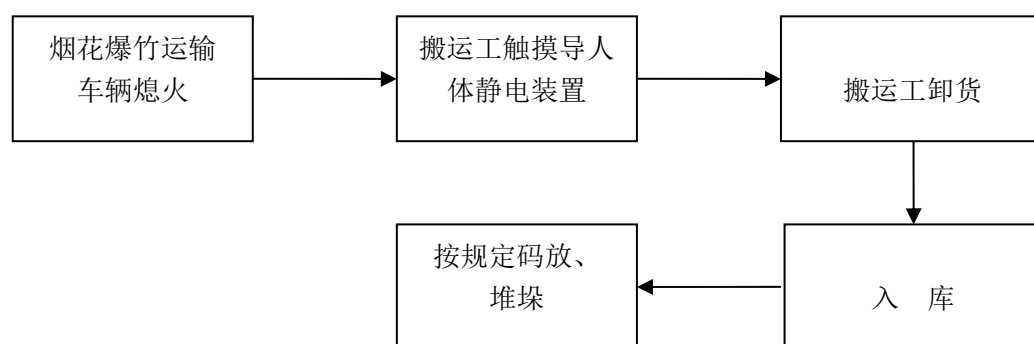 烟花爆竹运输
车辆熄火
搬运工触摸导人
体静电装置
搬运工卸货
入 库
按规定码放、
堆垛